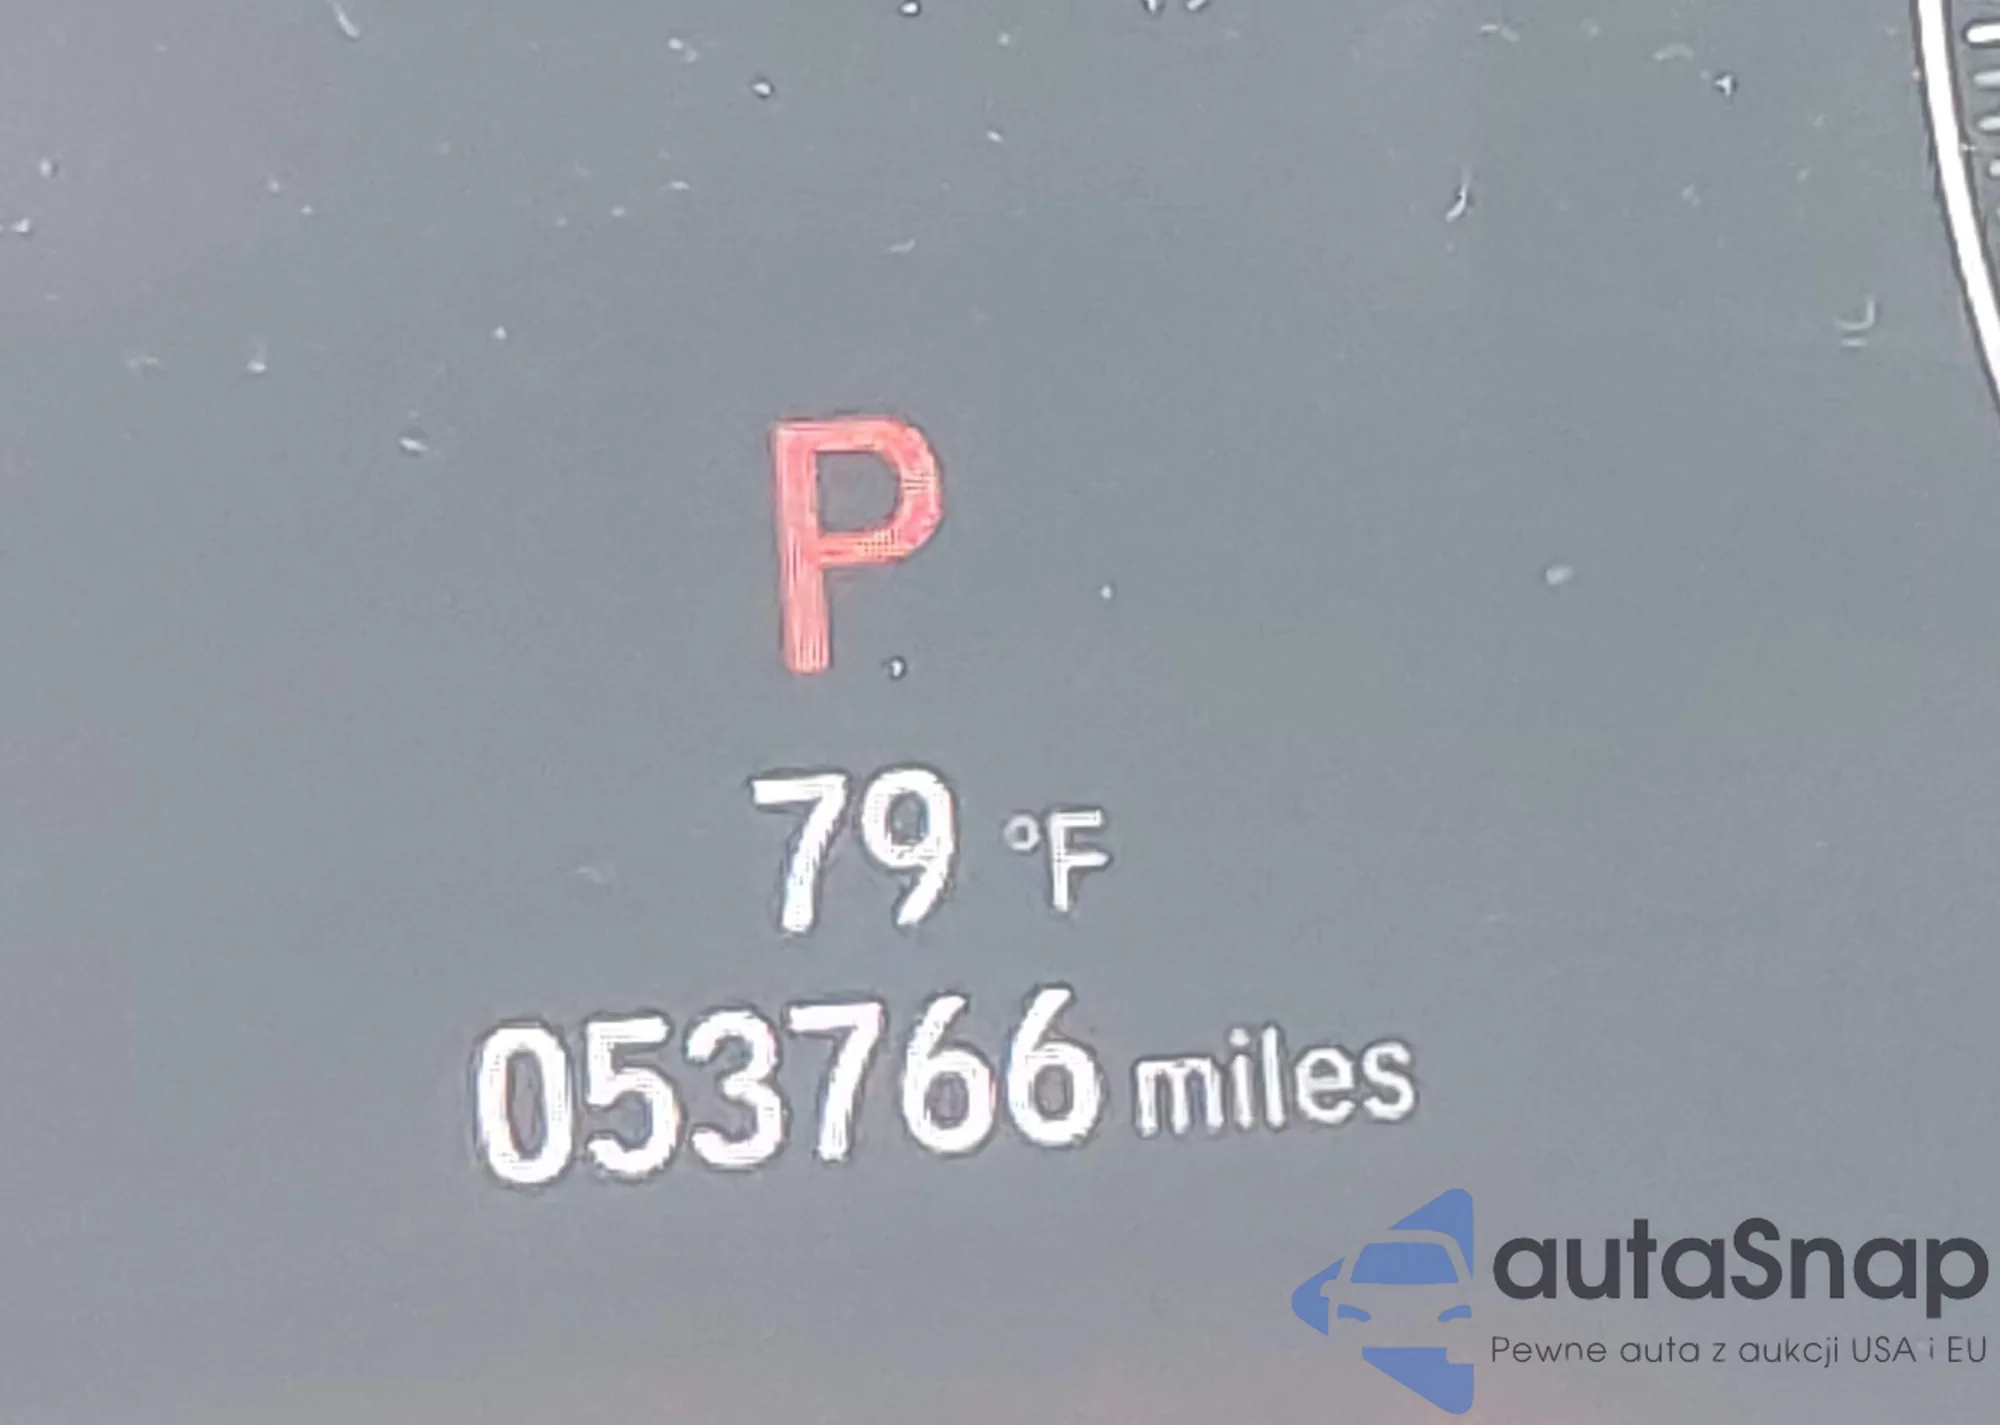 P
79 °F
053766 miles
autaSnap
Pewne auta z aukcji USA i EU